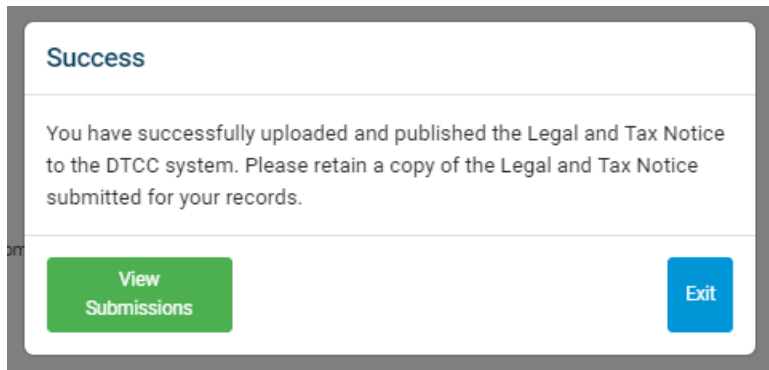 Success
You have successfully uploaded and published the Legal and Tax Notice
to the DTCC system. Please retain a copy of the Legal and Tax Notice
submitted for your records.
View
Submissions
Exit